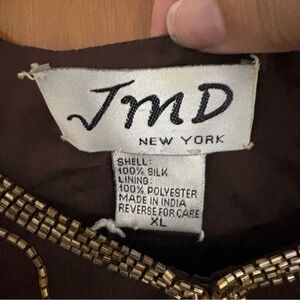 JMD
NEW YORK
SHELL:
100% SILK
LINING:
100% POLYESTER
MADE IN INDIA
REVERSE FOR CARE
XL